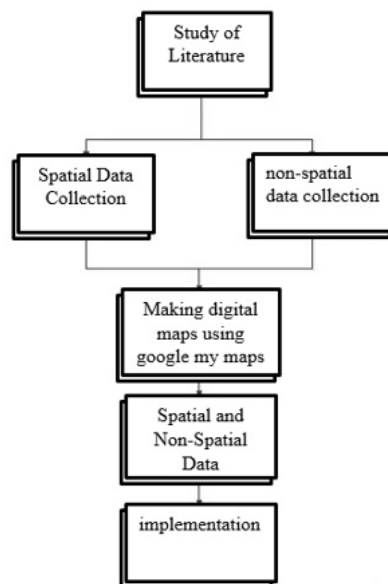 Study of
Literature
Spatial Data
Collection
non-spatial
data collection
Making digital
maps using
google my maps
Spatial and
Non-Spatial
Data
implementation